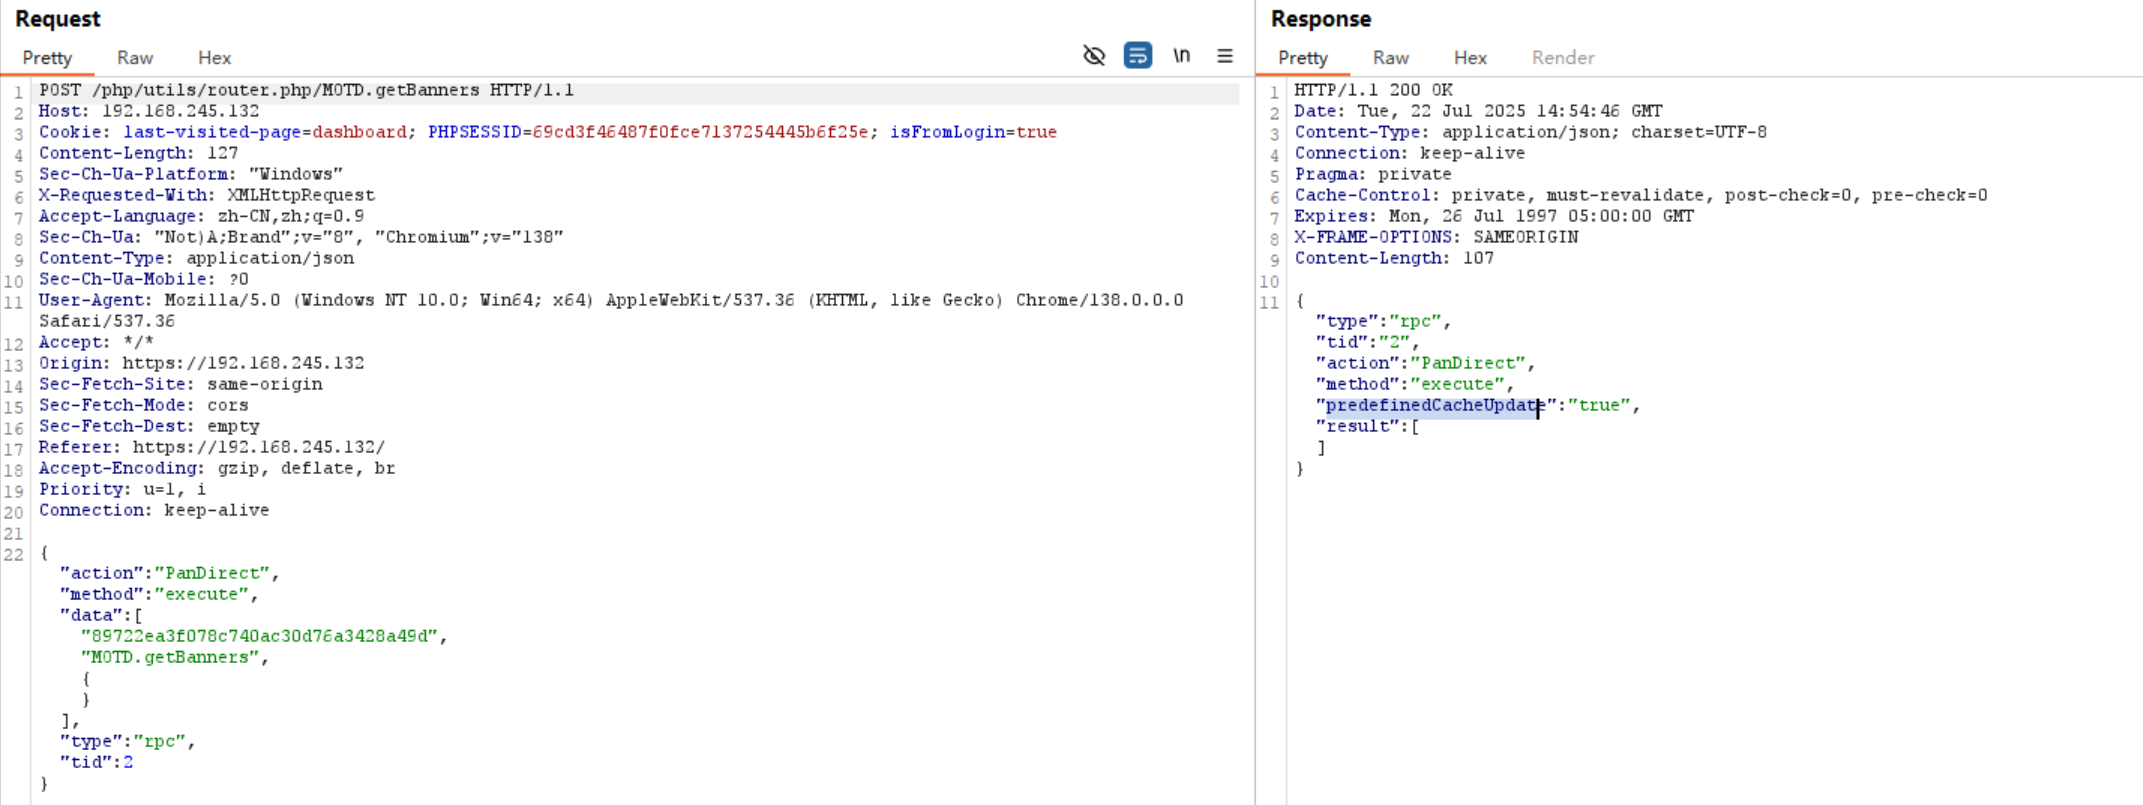 Request
Pretty Raw Hex
\n
1 POST /php/utils/router.php/MOTD.getBanners HTTP/1.1
2 Host: 192.168.245.132
3 Cookie: last-visited-page=dashboard; PHPSESSID=69cd3f46487f0fce7137254445b6f25e; isFromLogin=true
4 Content-Length: 127
5 Sec-Ch-Ua-Platform: "Windows"
6 X-Requested-With: XMLHttpRequest
7 Accept-Language: zh-CN,zh;q=0.9
8 Sec-Ch-Ua: "Not)A;Brand";v="8", "Chromium";v="138"
9 Content-Type: application/json
10 Sec-Ch-Ua-Mobile: ?0
11 User-Agent: Mozilla/5.0 (Windows NT 10.0; Win64; x64) AppleWebKit/537.36 (KHTML, like Gecko) Chrome/138.0.0.0
Safari/537.36
12 Accept: */*
13 Origin: https://192.168.245.132
14 Sec-Fetch-Site: same-origin
15 Sec-Fetch-Mode: cors
16 Sec-Fetch-Dest: empty
17 Referer: https://192.168.245.132/
18 Accept-Encoding: gzip, deflate, br
19 Priority: u=1, i
20 Connection: keep-alive
21
22 {
"action":"PanDirect",
"method":"execute",
"data":[
"89722ea3f078c740ac30d76a3428a49d",
"MOTD.getBanners",
{
}
],
"type":"rpc",
"tid":2
}
Response
Pretty Raw Hex Render
1 HTTP/1.1 200 OK
2 Date: Tue, 22 Jul 2025 14:54:46 GMT
3 Content-Type: application/json; charset=UTF-8
4 Connection: keep-alive
5 Pragma: private
6 Cache-Control: private, must-revalidate, post-check=0, pre-check=0
7 Expires: Mon, 26 Jul 1997 05:00:00 GMT
8 X-FRAME-OPTIONS: SAMEORIGIN
9 Content-Length: 107
10
11 {
"type":"rpc",
"tid":"2",
"action":"PanDirect",
"method":"execute",
"predefinedCacheUpdate":"true",
"result":[
]
}